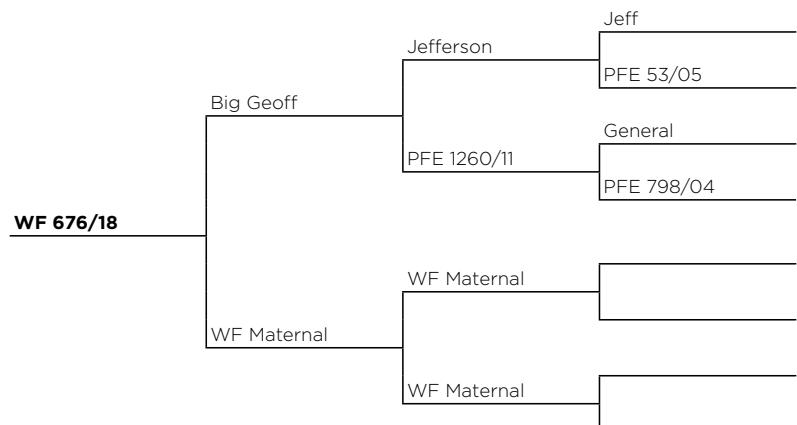 Jeff
Jefferson
PFE 53/05
Big Geoff
General
PFE 1260/11
PFE 798/04
WF 676/18
WF Maternal
WF Maternal
WF Maternal